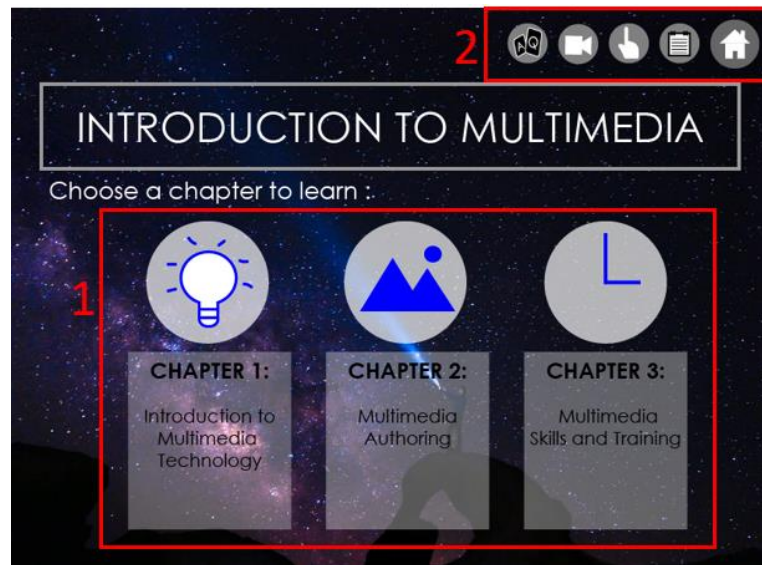 2
A Q
INTRODUCTION TO MULTIMEDIA
Choose a chapter to learn :
1
CHAPTER 1:
Introduction to
Multimedia
Technology
CHAPTER 2:
Multimedia
Authoring
CHAPTER 3:
Multimedia
Skills and Training